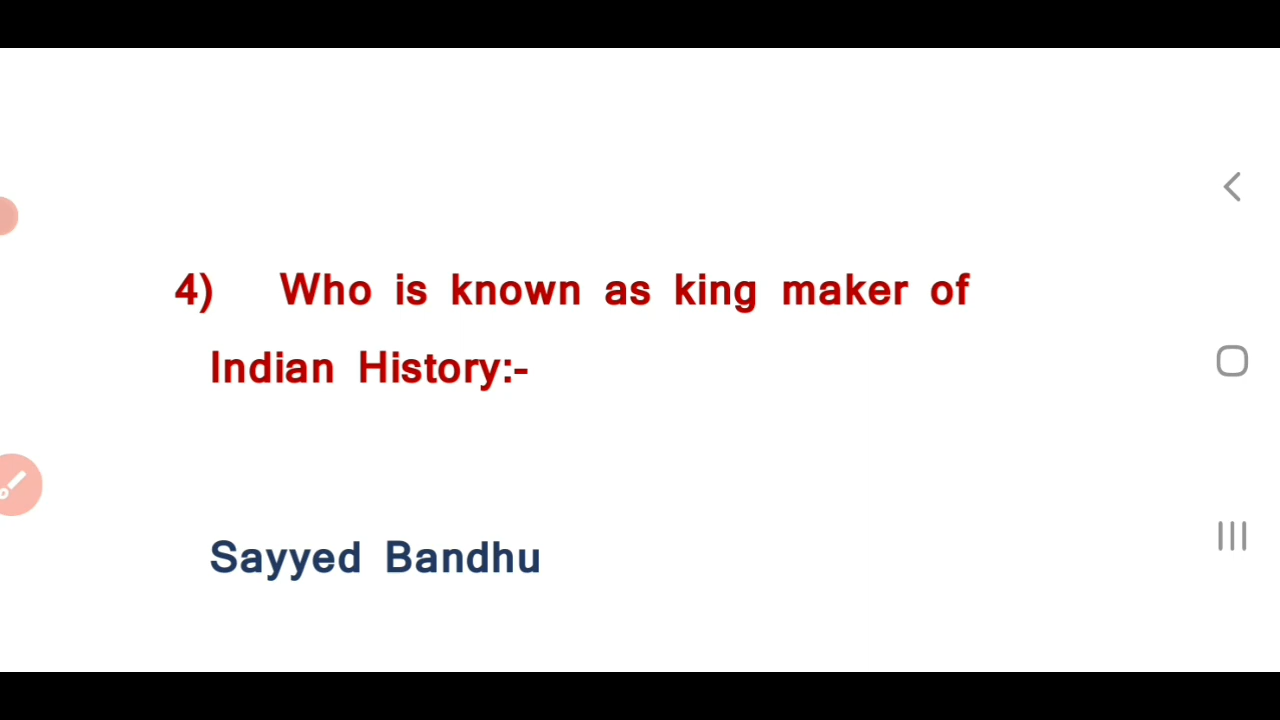 4) Who is known as king maker of
Indian History:-
Sayyed Bandhu